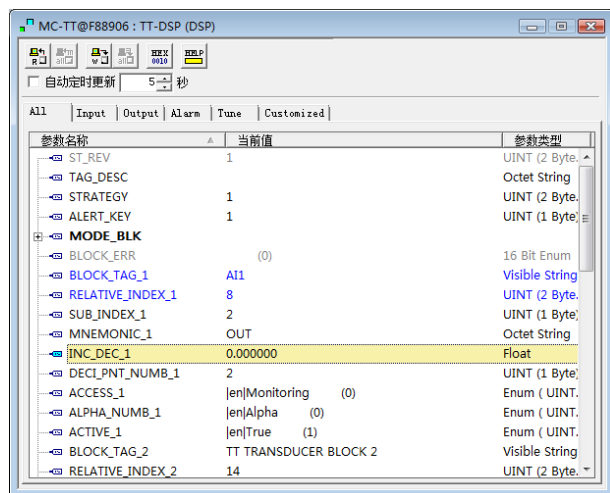 MC-TT@F88906 : TT-DSP (DSP)
R all W all HEX 0010 HELP
自动定时更新 5 秒
All Input Output Alarm Tune Customized
参数名称 当前值 参数类型
ST_REV 1 UINT (2 Byte.
TAG_DESC Octet String
STRATEGY 1 UINT (2 Byte.
ALERT_KEY 1 UINT (1 Byte)
MODE_BLK
BLOCK_ERR (0) 16 Bit Enum
BLOCK_TAG_1 AI1 Visible String
RELATIVE_INDEX_1 8 UINT (2 Byte.
SUB_INDEX_1 2 UINT (1 Byte)
MNEMONIC_1 OUT Octet String
INC_DEC_1 0.000000 Float
DECI_PNT_NUMB_1 2 UINT (1 Byte)
ACCESS_1 |en|Monitoring (0) Enum ( UINT.
ALPHA_NUMB_1 |en|Alpha (0) Enum ( UINT.
ACTIVE_1 |en|True (1) Enum ( UINT.
BLOCK_TAG_2 TT TRANSDUCER BLOCK 2 Visible String
RELATIVE_INDEX_2 14 UINT (2 Byte.